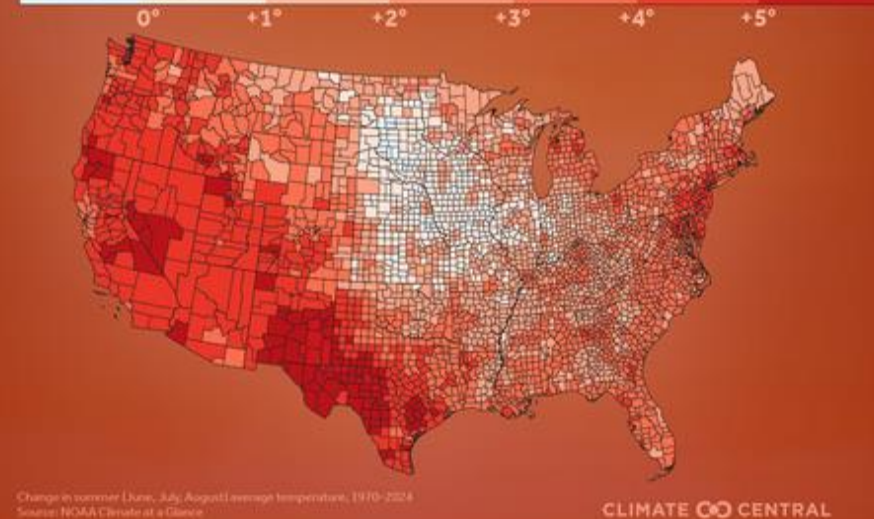 0° +1° +2° +3° +4° +5°
Change in summer (June, July, August) average temperature, 1970-2024
Source: NOAA Climate at a Glance
CLIMATE CENTRAL